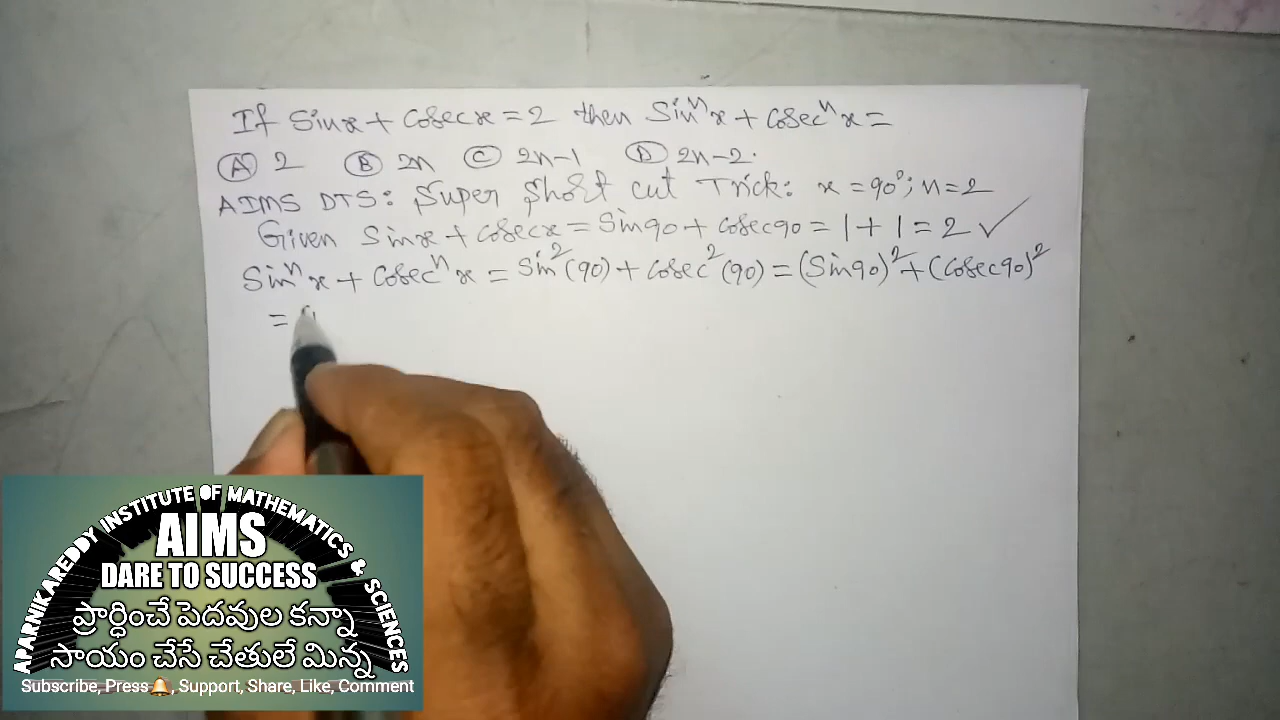 If Sinx + Cosecx = 2 then Sinⁿx + Cosecⁿx =
Ⓐ 2 Ⓑ 2n Ⓒ 2n-1 Ⓓ 2n-2.
AIMS DTS: Super Short cut Trick: x = 90°; n = 2
Given Sinx + Cosecx = Sin90 + Cosec90 = 1 + 1 = 2 ✓
Sinⁿx + Cosecⁿx = Sin²(90) + Cosec²(90) = (Sin90)² + (Cosec90)²
=
APARNIKAREDDY INSTITUTE OF MATHEMATICS & SCIENCES
AIMS
DARE TO SUCCESS
ప్రార్ధించే పెదవుల కన్నా
సాయం చేసే చేతులే మిన్న
Subscribe, Press🔔, Support, Share, Like, Comment